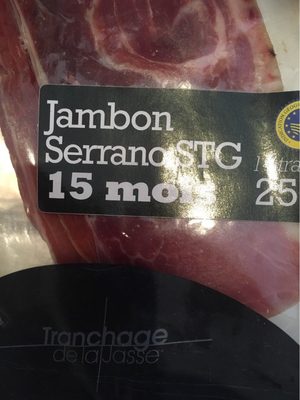 Jambon
Serrano STG
15 mois
25
Tranchage
de la Jasse